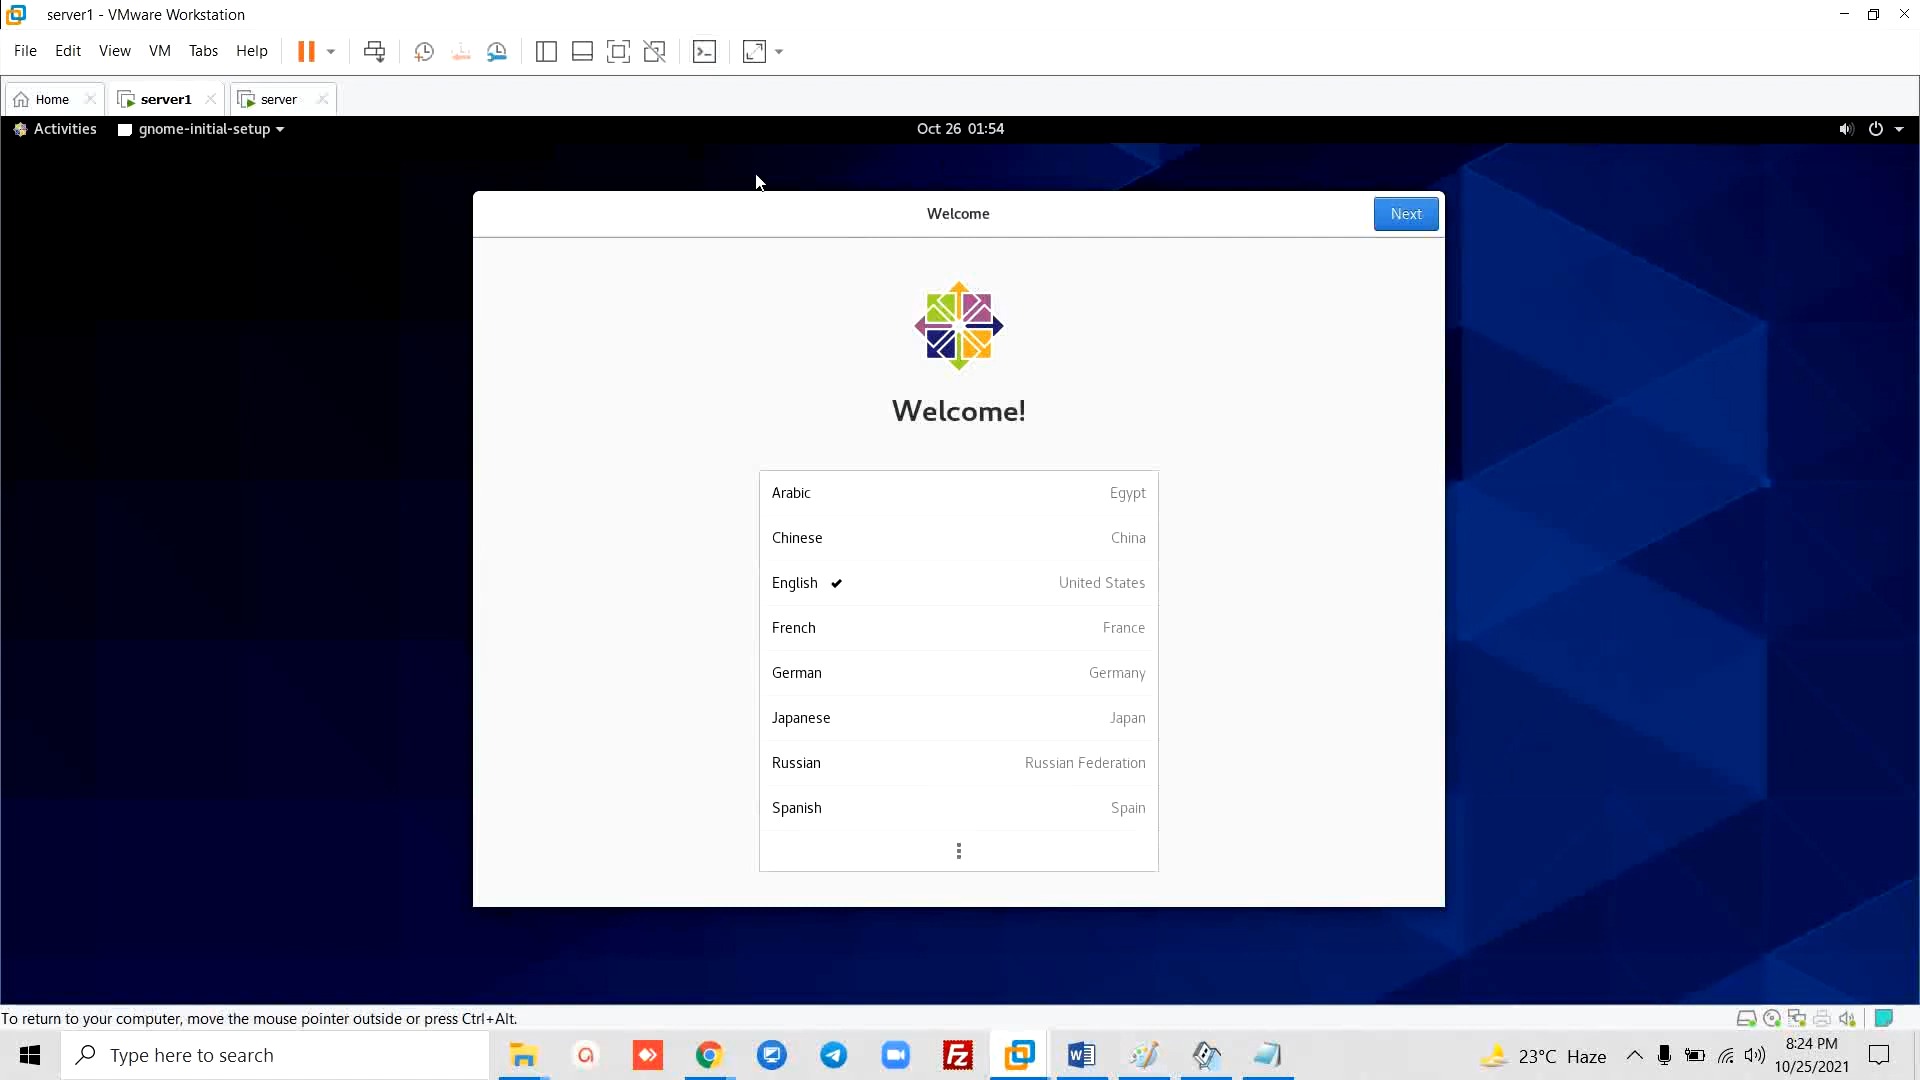 server1 - VMware Workstation
File Edit View VM Tabs Help
Home server1 server
Activities gnome-initial-setup Oct 26 01:54
Welcome Next
Welcome!
Arabic Egypt
Chinese China
English United States
French France
German Germany
Japanese Japan
Russian Russian Federation
Spanish Spain
To return to your computer, move the mouse pointer outside or press Ctrl+Alt.
Type here to search 23°C Haze 8:24 PM
10/25/2021